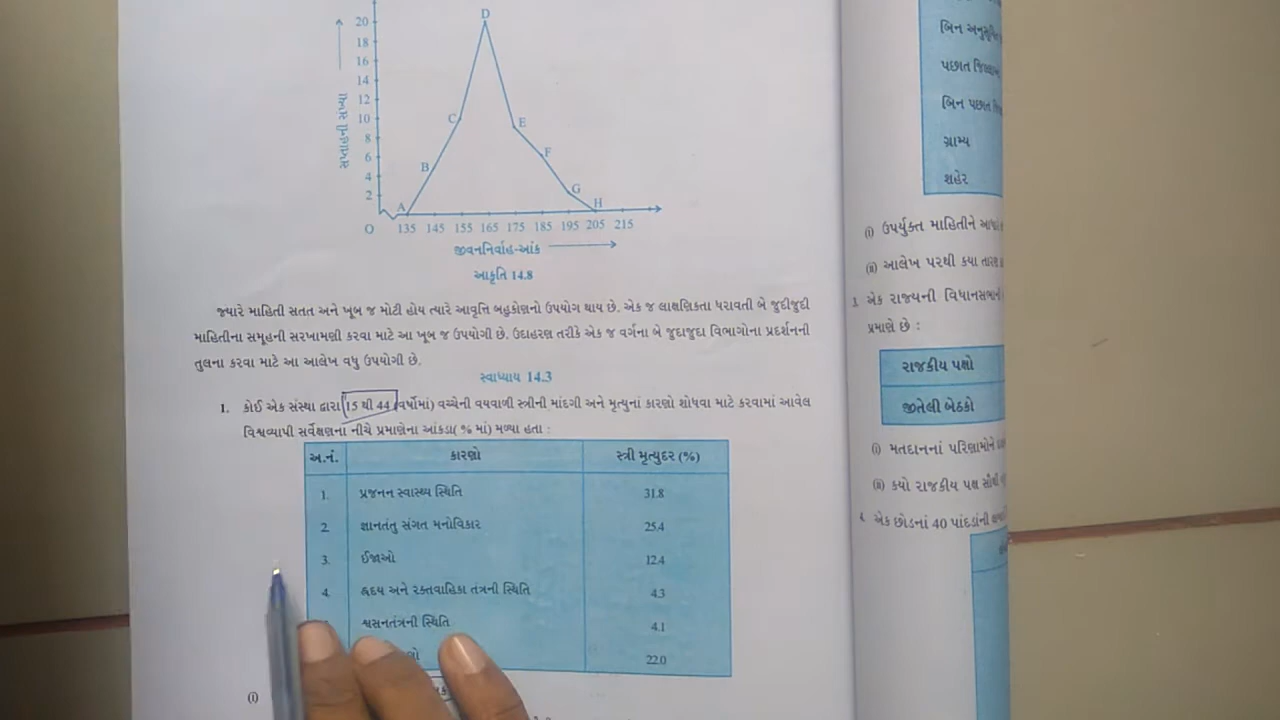 20
18
16
14
12
10
8
6
4
2
સપ્તાહની સંખ્યા
A
B
C
D
E
F
G
H
O 135 145 155 165 175 185 195 205 215
જીવનનિર્વાહ-આંક
આકૃતિ 14.8
જ્યારે માહિતી સતત અને ખૂબ જ મોટી હોય ત્યારે આવૃત્તિ બહુકોણનો ઉપયોગ થાય છે. એક જ લાક્ષણિકતા ધરાવતી બે જુદીજુદી
માહિતીના સમૂહની સરખામણી કરવા માટે આ ખૂબ જ ઉપયોગી છે. ઉદાહરણ તરીકે એક જ વર્ગના બે જુદાજુદા વિભાગોના પ્રદર્શનની
તુલના કરવા માટે આ આલેખ વધુ ઉપયોગી છે.
સ્વાધ્યાય 14.3
1. કોઈ એક સંસ્થા દ્વારા (15 થી 44 (વર્ષોમાં) વચ્ચેની વયવાળી સ્ત્રીની માંદગી અને મૃત્યુનાં કારણો શોધવા માટે કરવામાં આવેલ
વિશ્વવ્યાપી સર્વેક્ષણના નીચે પ્રમાણેના આંકડા( % માં) મળ્યા હતા :
અ.નં. કારણો સ્ત્રી મૃત્યુદર (%)
1. પ્રજનન સ્વાસ્થ્ય સ્થિતિ 31.8
2. જ્ઞાનતંતુ સંગત મનોવિકાર 25.4
3. ઈજાઓ 12.4
4. હૃદય અને રક્તવાહિકા તંત્રની સ્થિતિ 4.3
શ્વસનતંત્રની સ્થિતિ 4.1
22.0
(i)
બિન
પછાત
બિન પછાત
ગ્રામ્ય
શહેર
(i) ઉપર્યુક્ત માહિતીને
(ii) આલેખ પરથી કયા
3. એક રાજ્યની
પ્રમાણે છે :
રાજકીય પક્ષો
જીતેલી બેઠકો
(i) મતદાનનાં પરિણામોને
(ii) કયો રાજકીય પક્ષ
4. એક છોડનાં 40 પાંદડાંની